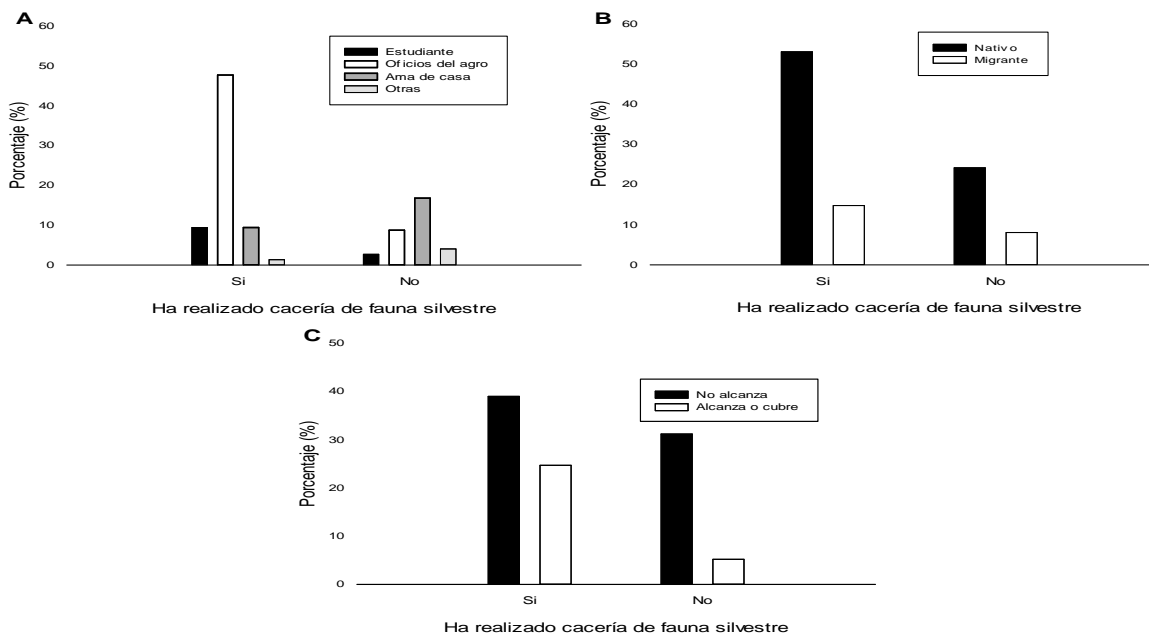 A
60
50
40
30
20
10
0
Porcentaje (%)
Estudiante
Oficios del agro
Ama de casa
Otras
Si No
Ha realizado cacería de fauna silvestre
B
60
50
40
30
20
10
0
Porcentaje (%)
Nativo
Migrante
Si No
Ha realizado cacería de fauna silvestre
C
50
40
30
20
10
0
Porcentaje (%)
No alcanza
Alcanza o cubre
Si No
Ha realizado cacería de fauna silvestre